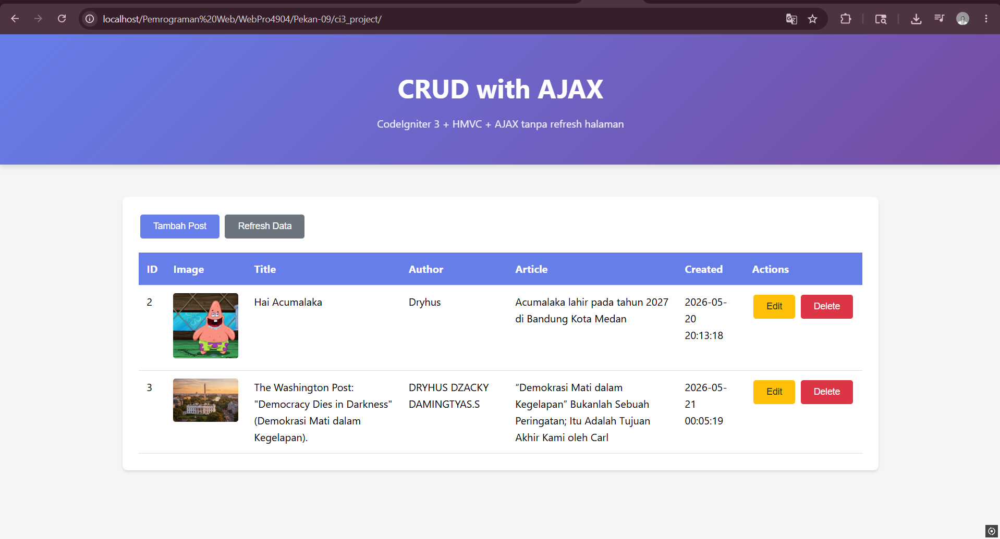 localhost/Pemrograman%20Web/WebPro4904/Pekan-09/ci3_project/
CRUD with AJAX
CodeIgniter 3 + HMVC + AJAX tanpa refresh halaman
Tambah Post
Refresh Data
ID Image Title Author Article Created Actions
2
Hai Acumalaka
Dryhus
Acumalaka lahir pada tahun 2027
di Bandung Kota Medan
2026-05-
20
20:13:18
Edit
Delete
3
The Washington Post:
"Democracy Dies in Darkness"
(Demokrasi Mati dalam
Kegelapan).
DRYHUS DZACKY
DAMINGTYAS.S
“Demokrasi Mati dalam
Kegelapan” Bukanlah Sebuah
Peringatan; Itu Adalah Tujuan
Akhir Kami oleh Carl
2026-05-
21
00:05:19
Edit
Delete